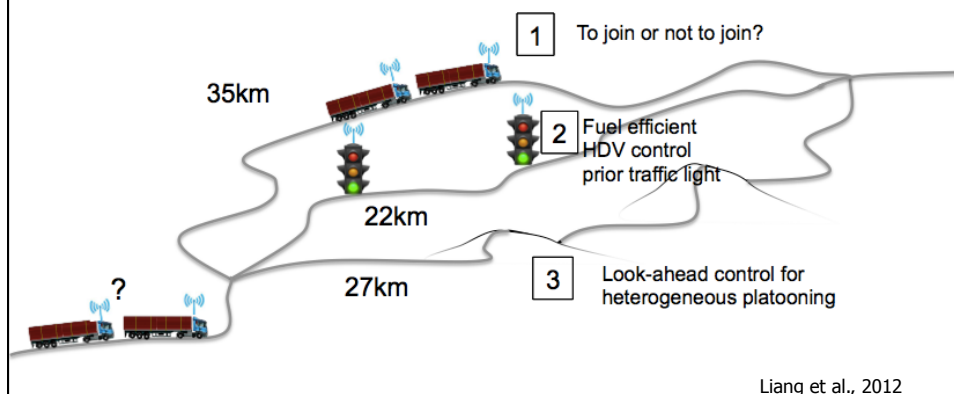 1
To join or not to join?
35km
2
Fuel efficient
HDV control
prior traffic light
22km
3
Look-ahead control for
heterogeneous platooning
27km
?
Liang et al., 2012